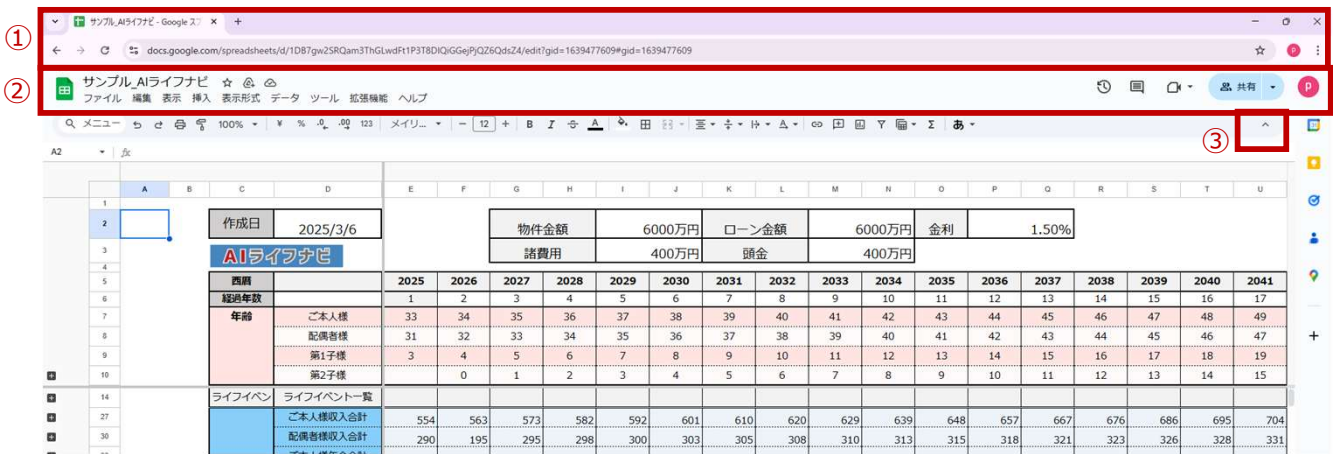 ①
サンプル_AIライフナビ - Google スプ × +
docs.google.com/spreadsheets/d/1DB7gw2SRQam3ThGLwdFt1P3T8DIQiGGejPjQZ6QdsZ4/edit?gid=1639477609#gid=1639477609 P
②
サンプル_AIライフナビ 共有 P
ファイル 編集 表示 挿入 表示形式 データ ツール 拡張機能 ヘルプ
メニュー 100% ¥ % .0 .00 123 メイリ... − 12 + B I A Σ あ
③
A2 fx
A B C D E F G H I J K L M N O P Q R S T U
1
2 作成日 2025/3/6 物件金額 6000万円 ローン金額 6000万円 金利 1.50%
3 AIライフナビ 諸費用 400万円 頭金 400万円
4
5 西暦 2025 2026 2027 2028 2029 2030 2031 2032 2033 2034 2035 2036 2037 2038 2039 2040 2041
6 経過年数 1 2 3 4 5 6 7 8 9 10 11 12 13 14 15 16 17
7 年齢 ご本人様 33 34 35 36 37 38 39 40 41 42 43 44 45 46 47 48 49
8 配偶者様 31 32 33 34 35 36 37 38 39 40 41 42 43 44 45 46 47
9 第1子様 3 4 5 6 7 8 9 10 11 12 13 14 15 16 17 18 19
10 第2子様 0 1 2 3 4 5 6 7 8 9 10 11 12 13 14 15
14 ライフイベン ライフイベント一覧
27 ご本人様収入合計 554 563 573 582 592 601 610 620 629 639 648 657 667 676 686 695 704
30 配偶者様収入合計 290 195 295 298 300 303 305 308 310 313 315 318 321 323 326 328 331